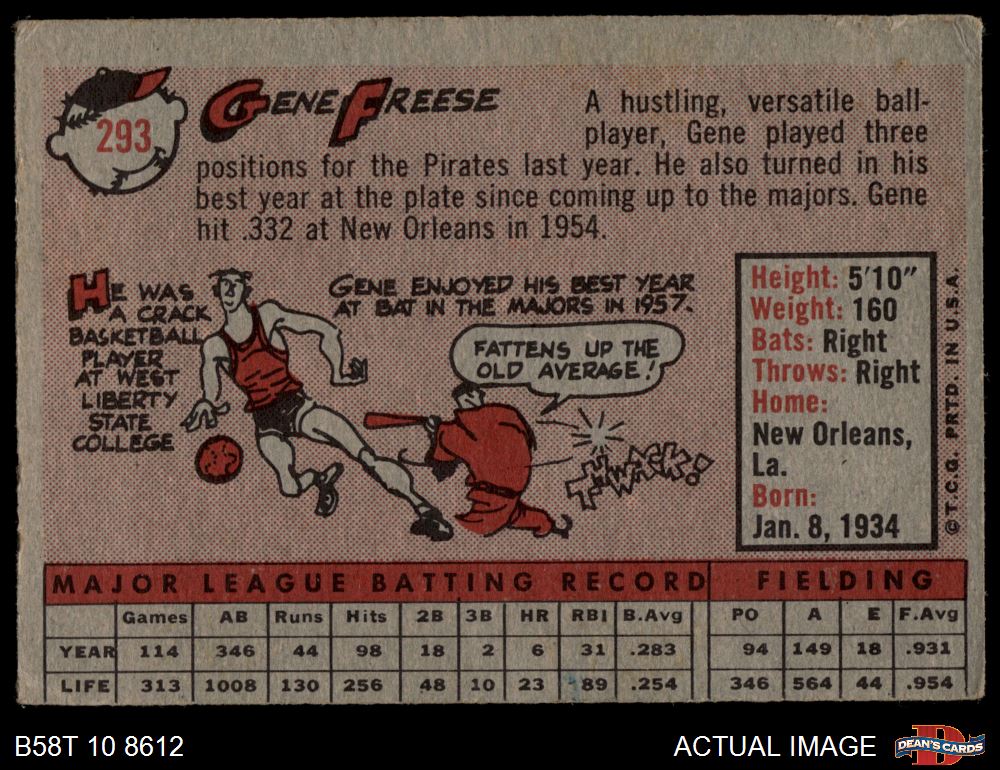 293
GENE FREESE
A hustling, versatile ball-
player, Gene played three
positions for the Pirates last year. He also turned in his
best year at the plate since coming up to the majors. Gene
hit .332 at New Orleans in 1954.
HE WAS
A CRACK
BASKETBALL
PLAYER
AT WEST
LIBERTY
STATE
COLLEGE
GENE ENJOYED HIS BEST YEAR
AT BAT IN THE MAJORS IN 1957.
FATTENS UP THE
OLD AVERAGE!
THWACK!
Height: 5'10"
Weight: 160
Bats: Right
Throws: Right
Home:
New Orleans,
La.
Born:
Jan. 8, 1934
©T.C.G. PRTD. IN U.S.A.
MAJOR LEAGUE BATTING RECORD FIELDING
Games AB Runs Hits 2B 3B HR RBI B.Avg PO A E F.Avg
YEAR 114 346 44 98 18 2 6 31 .283 94 149 18 .931
LIFE 313 1008 130 256 48 10 23 89 .254 346 564 44 .954
B58T 10 8612
ACTUAL IMAGE
D
DEAN'S CARDS